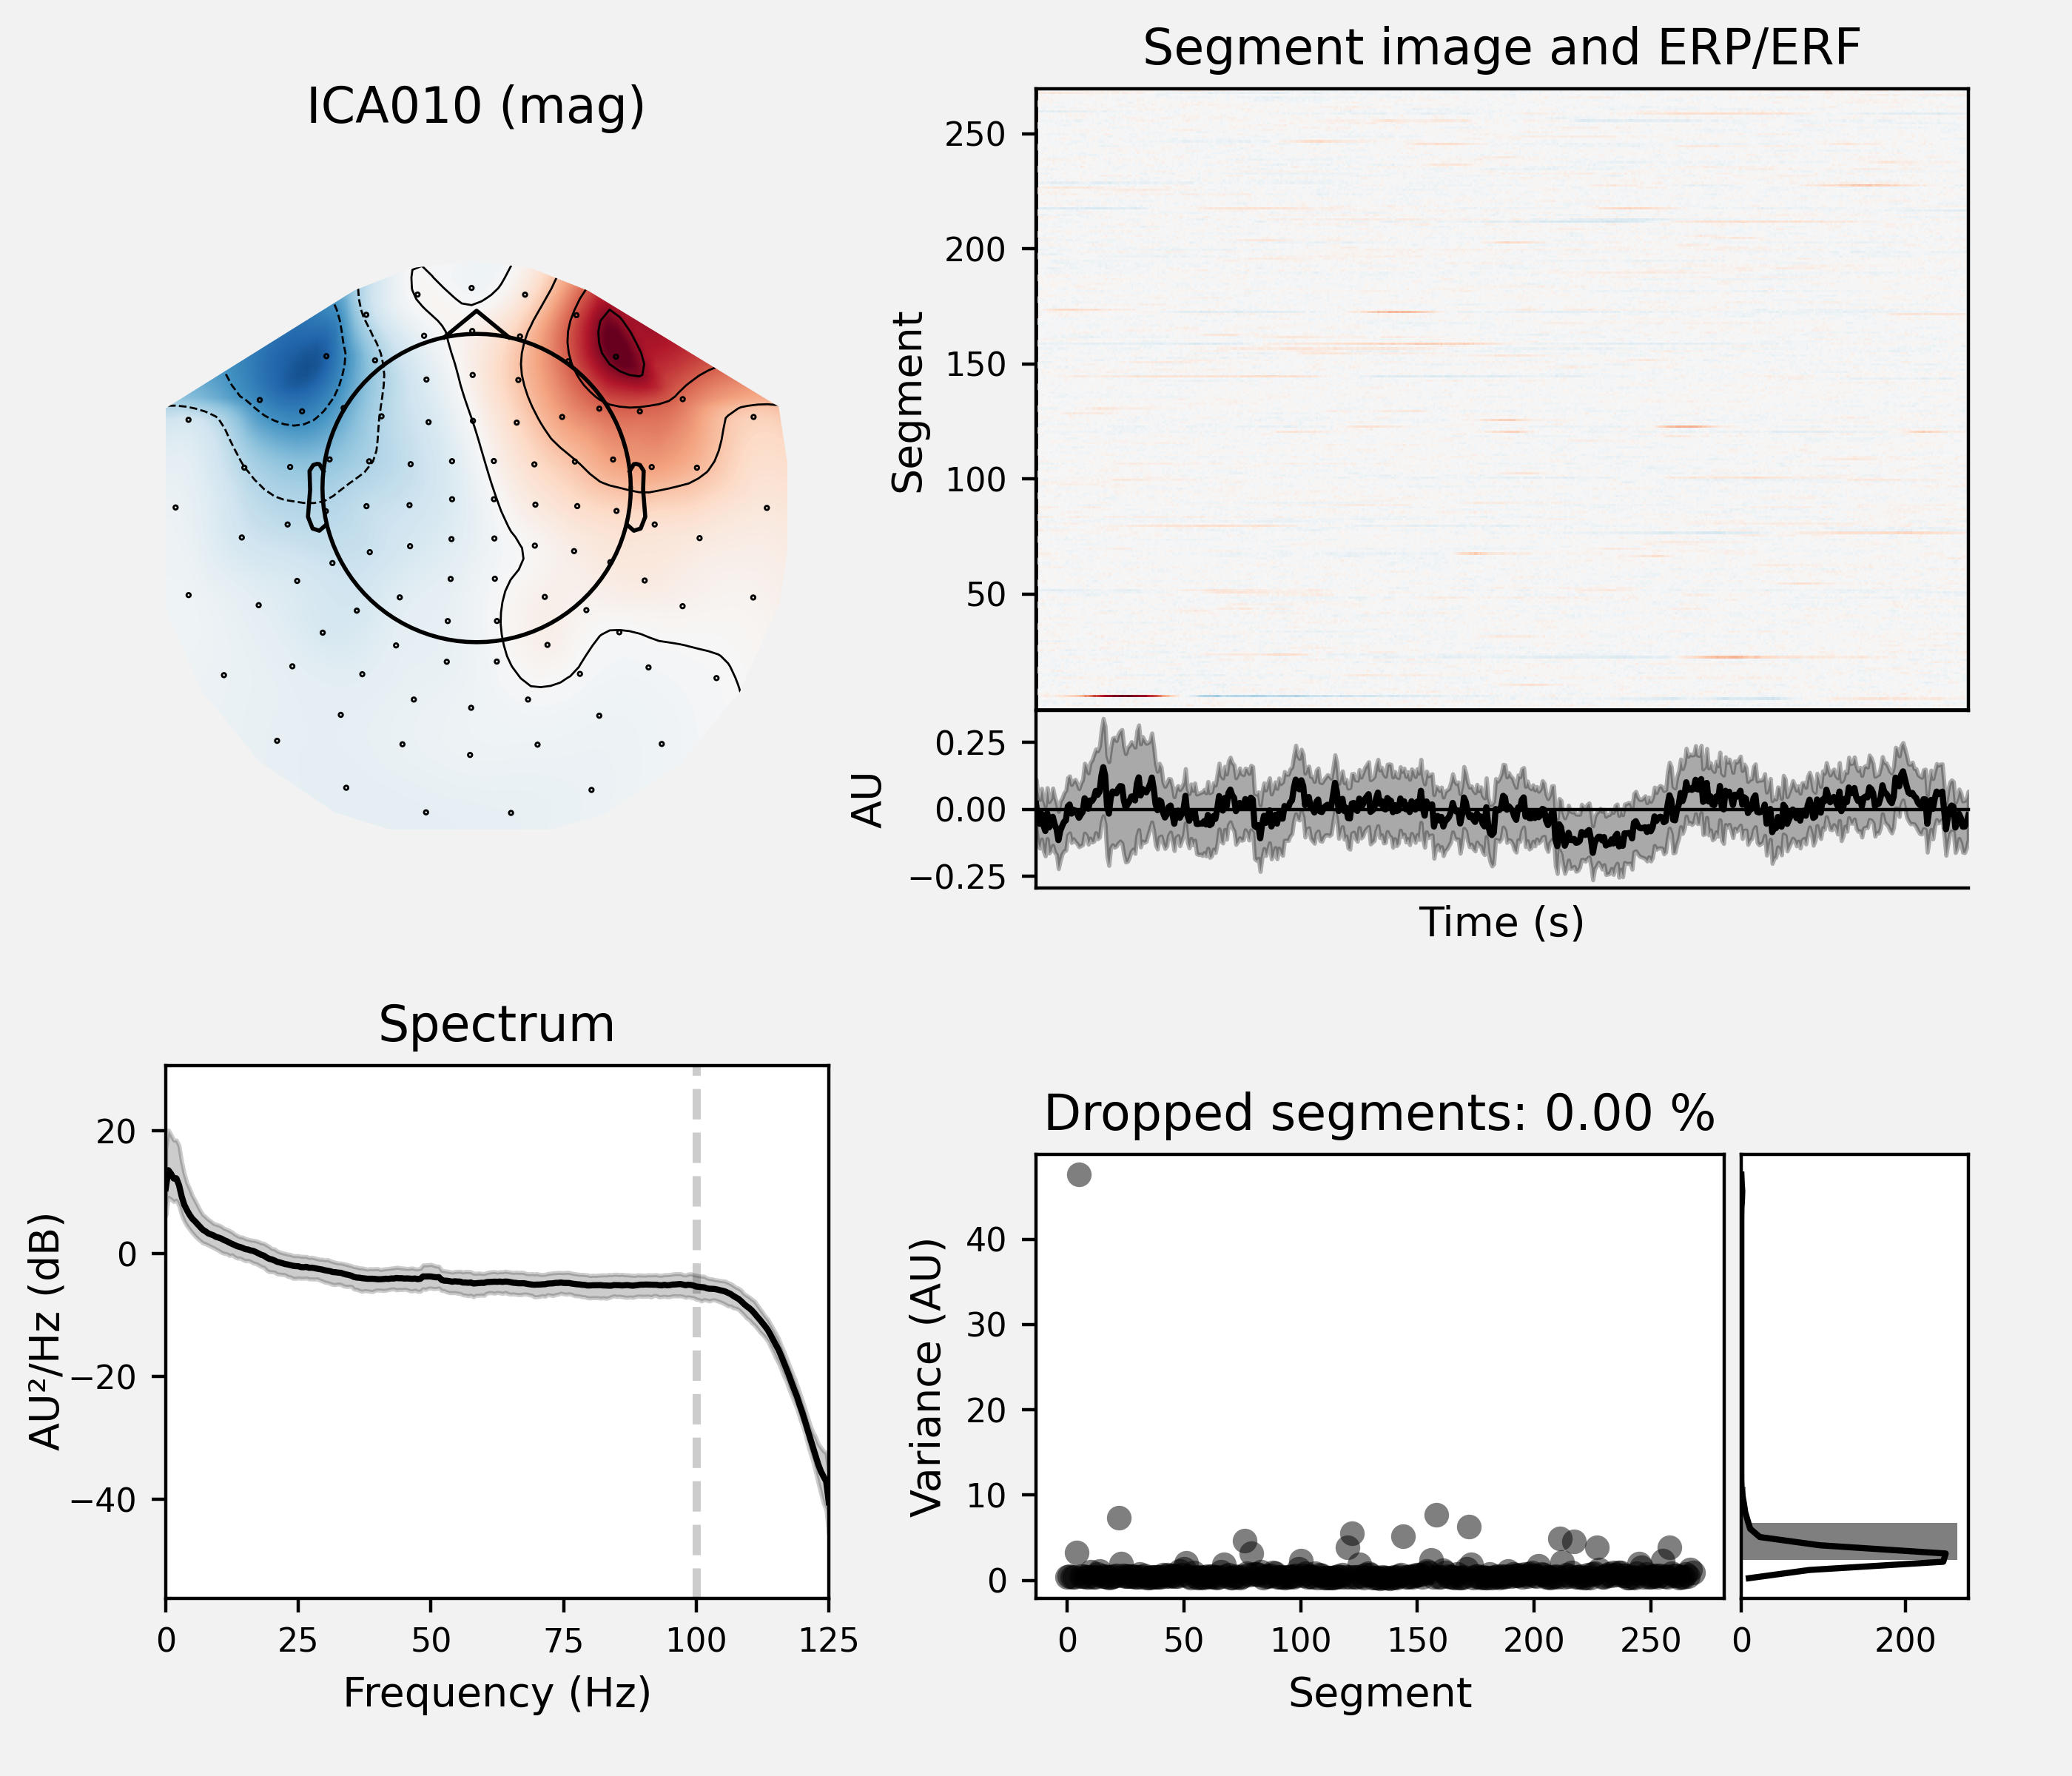 ICA010 (mag)
Segment image and ERP/ERF
Segment
250
200
150
100
50
AU
0.25
0.00
−0.25
Time (s)
Spectrum
AU²/Hz (dB)
20
0
−20
−40
0 25 50 75 100 125
Frequency (Hz)
Dropped segments: 0.00 %
Variance (AU)
40
30
20
10
0
0 50 100 150 200 250
Segment
0 200